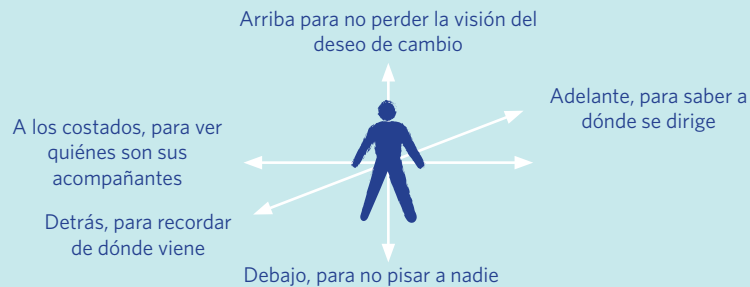 Arriba para no perder la visión del
deseo de cambio
Adelante, para saber a
dónde se dirige
A los costados, para ver
quiénes son sus
acompañantes
Detrás, para recordar
de dónde viene
Debajo, para no pisar a nadie